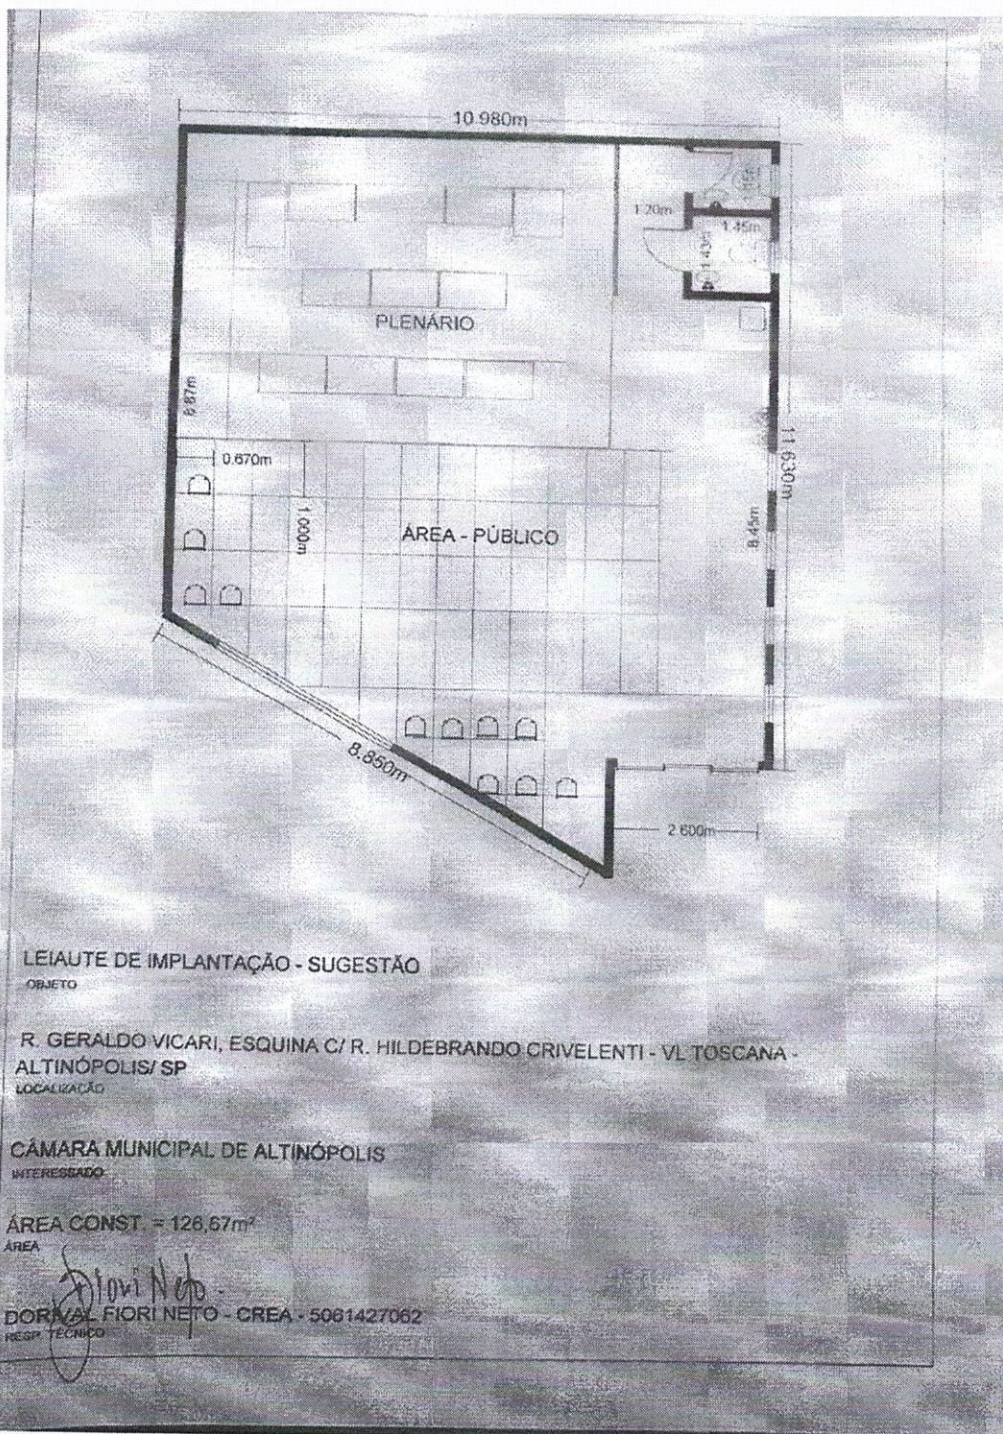 10.980m
1.20m
1.45m
1.43m
PLENÁRIO
8.87m
11.630m
0.670m
1.000m
ÁREA - PÚBLICO
8.45m
8.850m
2.600m
LEIAUTE DE IMPLANTAÇÃO - SUGESTÃO
OBJETO
R. GERALDO VICARI, ESQUINA C/ R. HILDEBRANDO CRIVELENTI - VL TOSCANA -
ALTINÓPOLIS/ SP
LOCALIZAÇÃO
CÂMARA MUNICIPAL DE ALTINÓPOLIS
INTERESSADO
ÁREA CONST. = 126,67m²
ÁREA
Fiori Neto
DORIVAL FIORI NETO - CREA - 5061427062
RESP. TÉCNICO